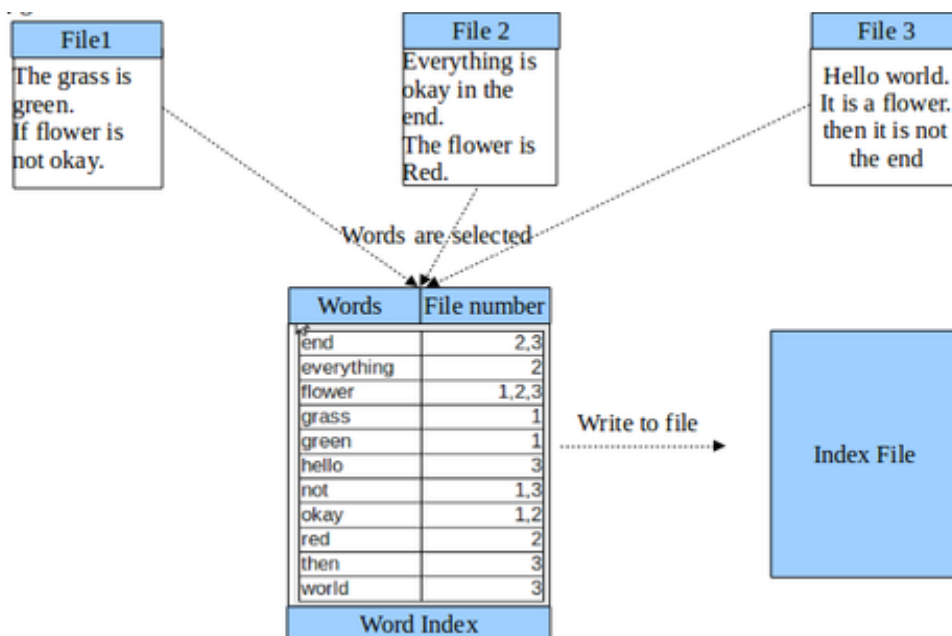 File1
The grass is
green.
If flower is
not okay.
File 2
Everything is
okay in the
end.
The flower is
Red.
File 3
Hello world.
It is a flower.
then it is not
the end
Words are selected
Words File number
end 2,3
everything 2
flower 1,2,3
grass 1
green 1
hello 3
not 1,3
okay 1,2
red 2
then 3
world 3
Word Index
Write to file
Index File